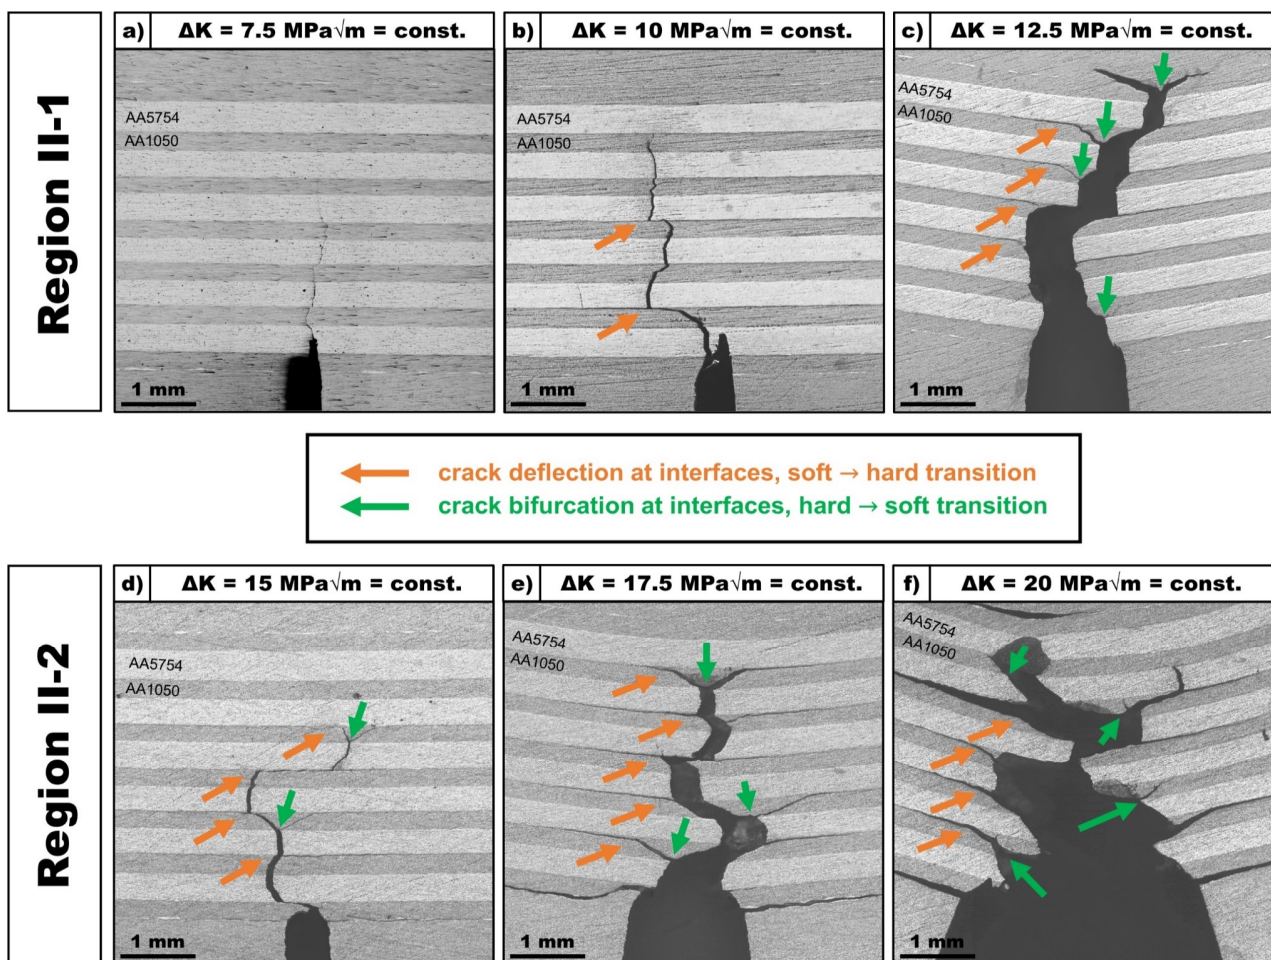 Region II-1
a) ΔK = 7.5 MPa√m = const.
AA5754
AA1050
1 mm
b) ΔK = 10 MPa√m = const.
AA5754
AA1050
1 mm
c) ΔK = 12.5 MPa√m = const.
AA5754
AA1050
1 mm
crack deflection at interfaces, soft → hard transition
crack bifurcation at interfaces, hard → soft transition
Region II-2
d) ΔK = 15 MPa√m = const.
AA5754
AA1050
1 mm
e) ΔK = 17.5 MPa√m = const.
AA5754
AA1050
1 mm
f) ΔK = 20 MPa√m = const.
AA5754
AA1050
1 mm